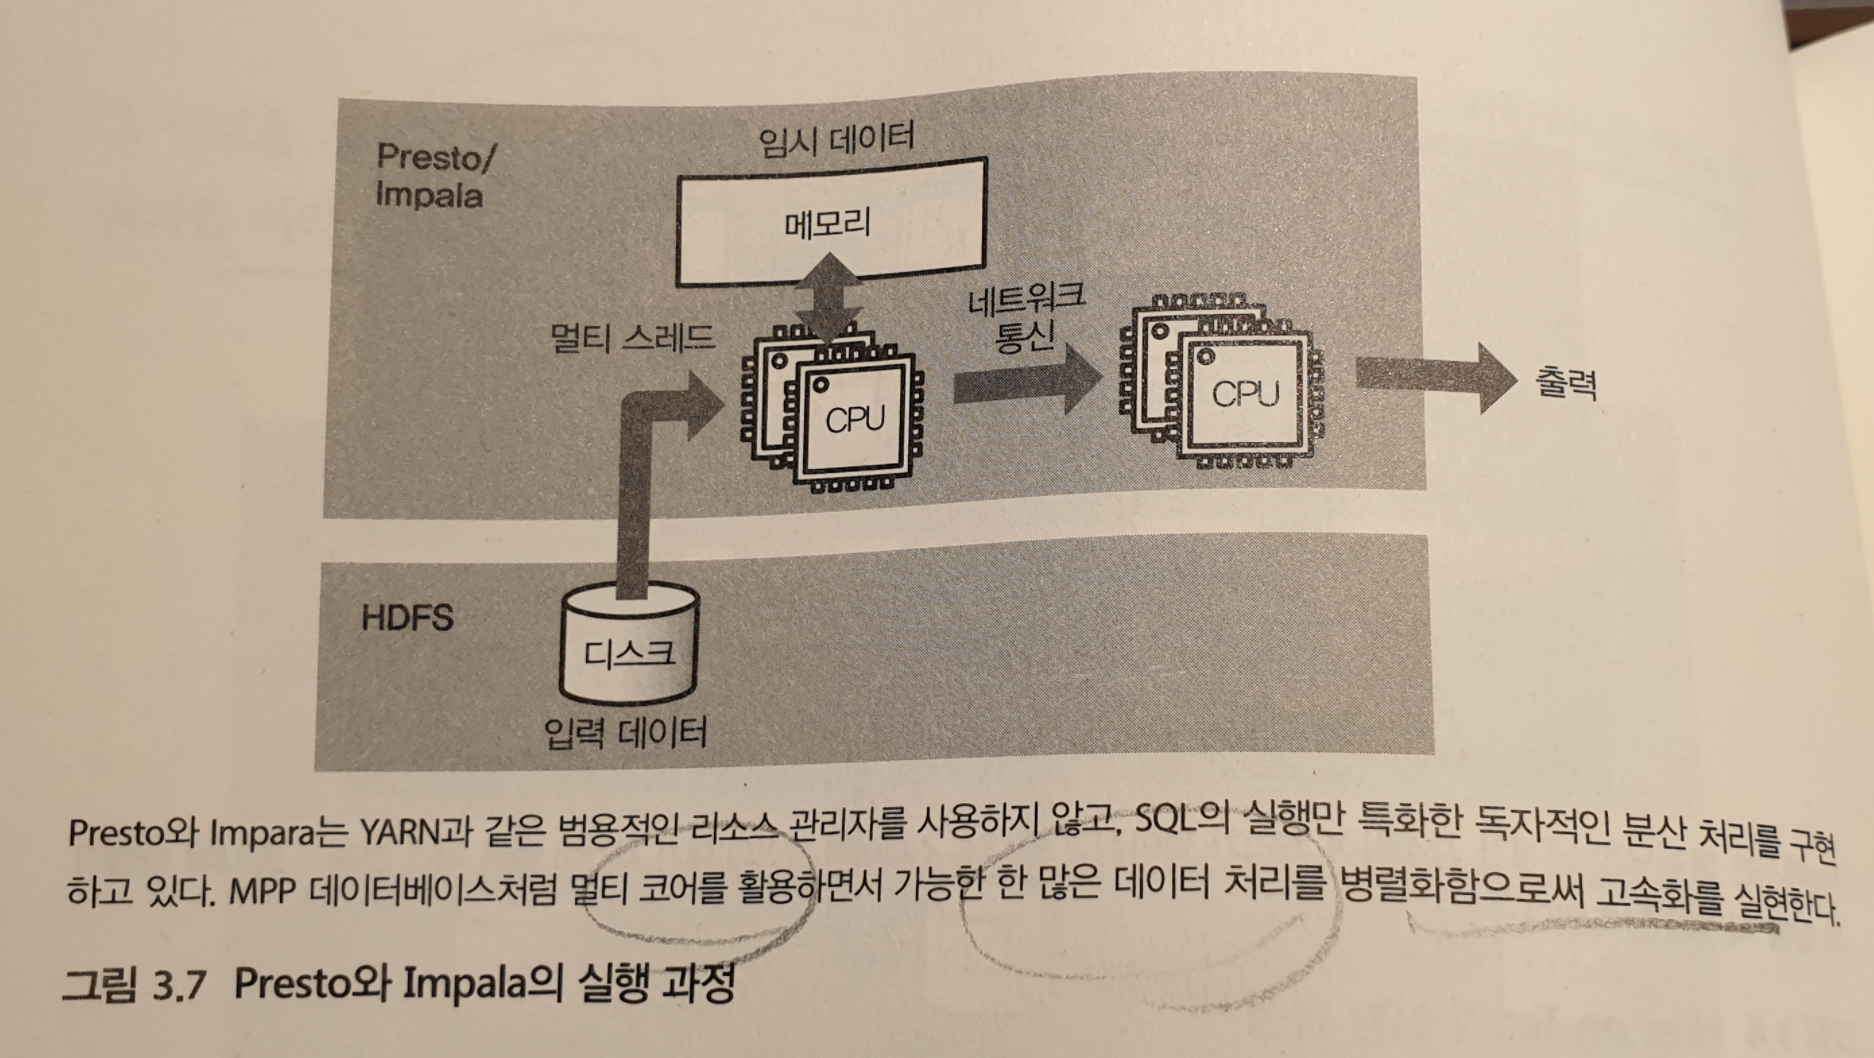 Presto/
Impala
임시 데이터
메모리
멀티 스레드
네트워크
통신
CPU
CPU
출력
HDFS
디스크
입력 데이터
Presto와 Impara는 YARN과 같은 범용적인 리소스 관리자를 사용하지 않고, SQL의 실행만 특화한 독자적인 분산 처리를 구현
하고 있다. MPP 데이터베이스처럼 멀티 코어를 활용하면서 가능한 한 많은 데이터 처리를 병렬화함으로써 고속화를 실현한다.
그림 3.7 Presto와 Impala의 실행 과정